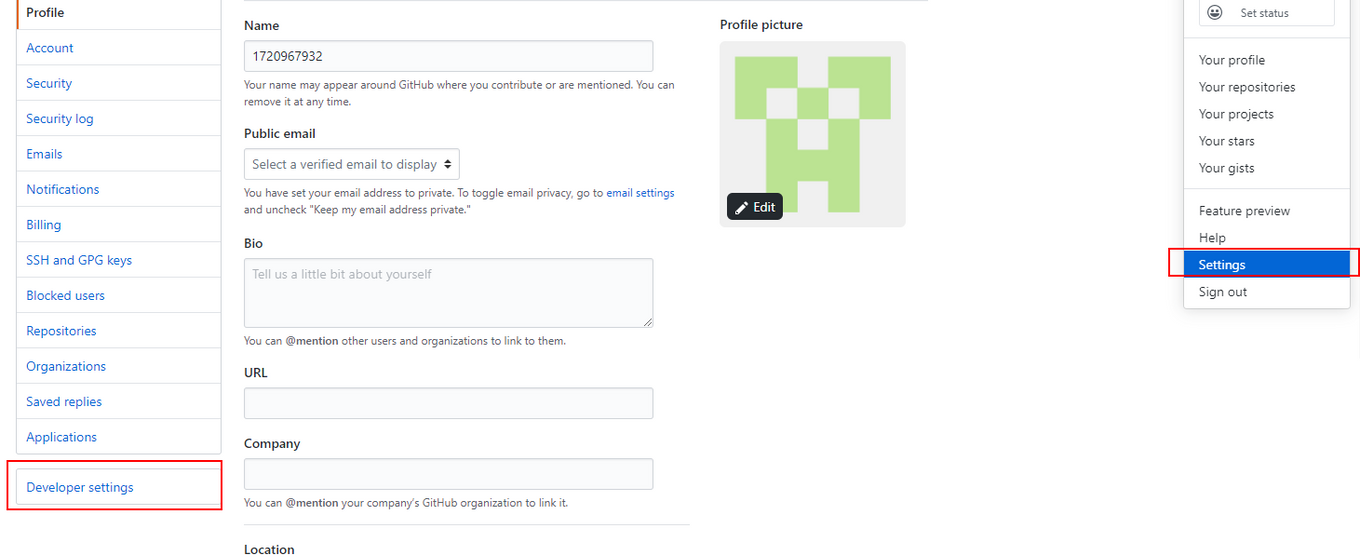 Profile
Account
Security
Security log
Emails
Notifications
Billing
SSH and GPG keys
Blocked users
Repositories
Organizations
Saved replies
Applications
Developer settings
Name
1720967932
Your name may appear around GitHub where you contribute or are mentioned. You can
remove it at any time.
Public email
Select a verified email to display
You have set your email address to private. To toggle email privacy, go to email settings
and uncheck "Keep my email address private."
Bio
Tell us a little bit about yourself
You can @mention other users and organizations to link to them.
URL
Company
You can @mention your company's GitHub organization to link it.
Location
Profile picture
Edit
Set status
Your profile
Your repositories
Your projects
Your stars
Your gists
Feature preview
Help
Settings
Sign out